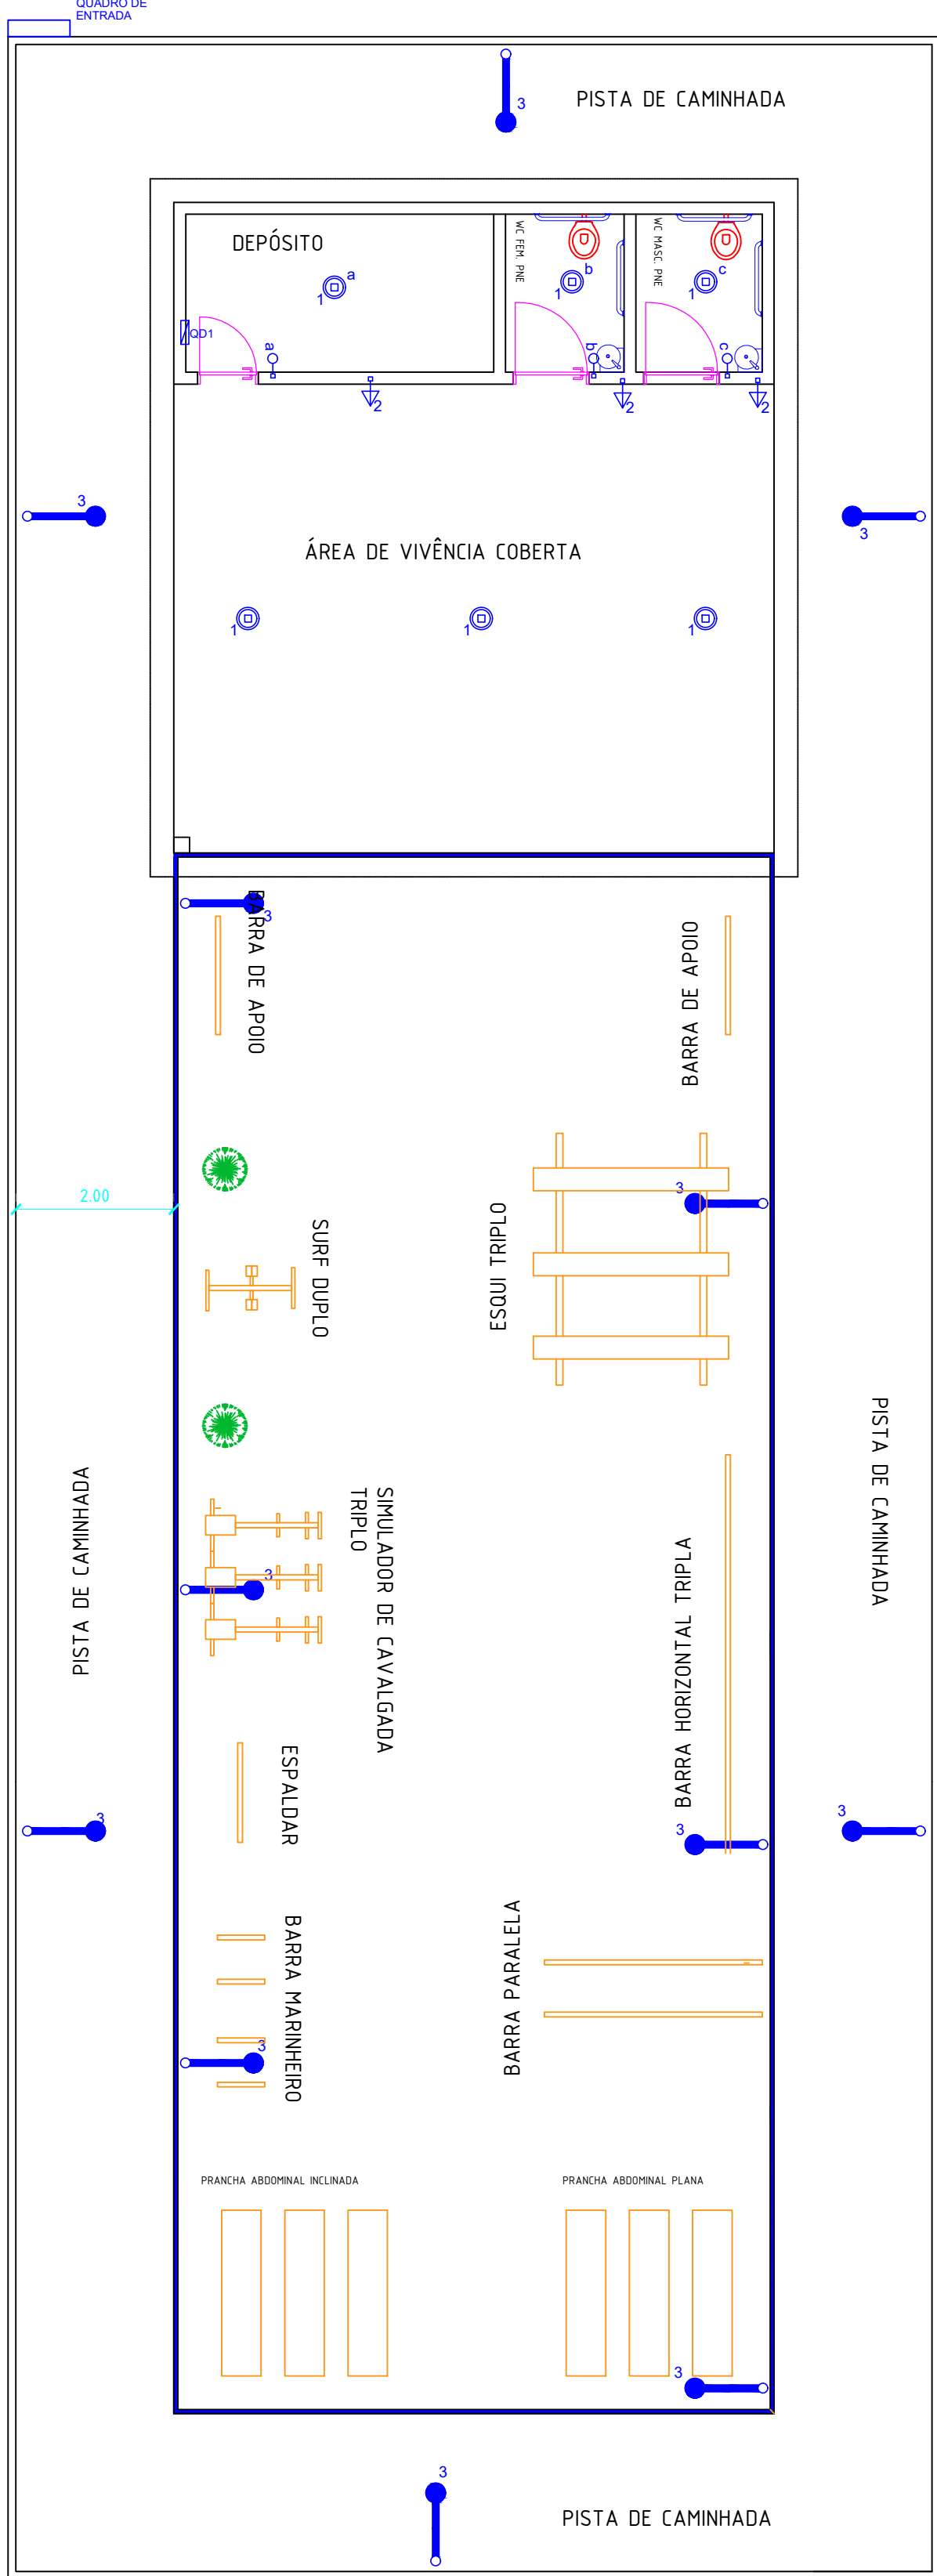 QUADRO DE
ENTRADA
3
PISTA DE CAMINHADA
DEPÓSITO
WC FEM. PNE
WC MASC. PNE
a
1
b
1
c
1
QD1
a
b
c
2
2
2
3
3
ÁREA DE VIVÊNCIA COBERTA
1
1
1
BARRA DE APOIO
3
BARRA DE APOIO
2.00
3
SURF DUPLO
ESQUI TRIPLO
PISTA DE CAMINHADA
PISTA DE CAMINHADA
SIMULADOR DE CAVALGADA
TRIPLO
3
BARRA HORIZONTAL TRIPLA
ESPALDAR
3
3
3
BARRA MARINHEIRO
BARRA PARALELA
3
PRANCHA ABDOMINAL INCLINADA
PRANCHA ABDOMINAL PLANA
3
3
PISTA DE CAMINHADA